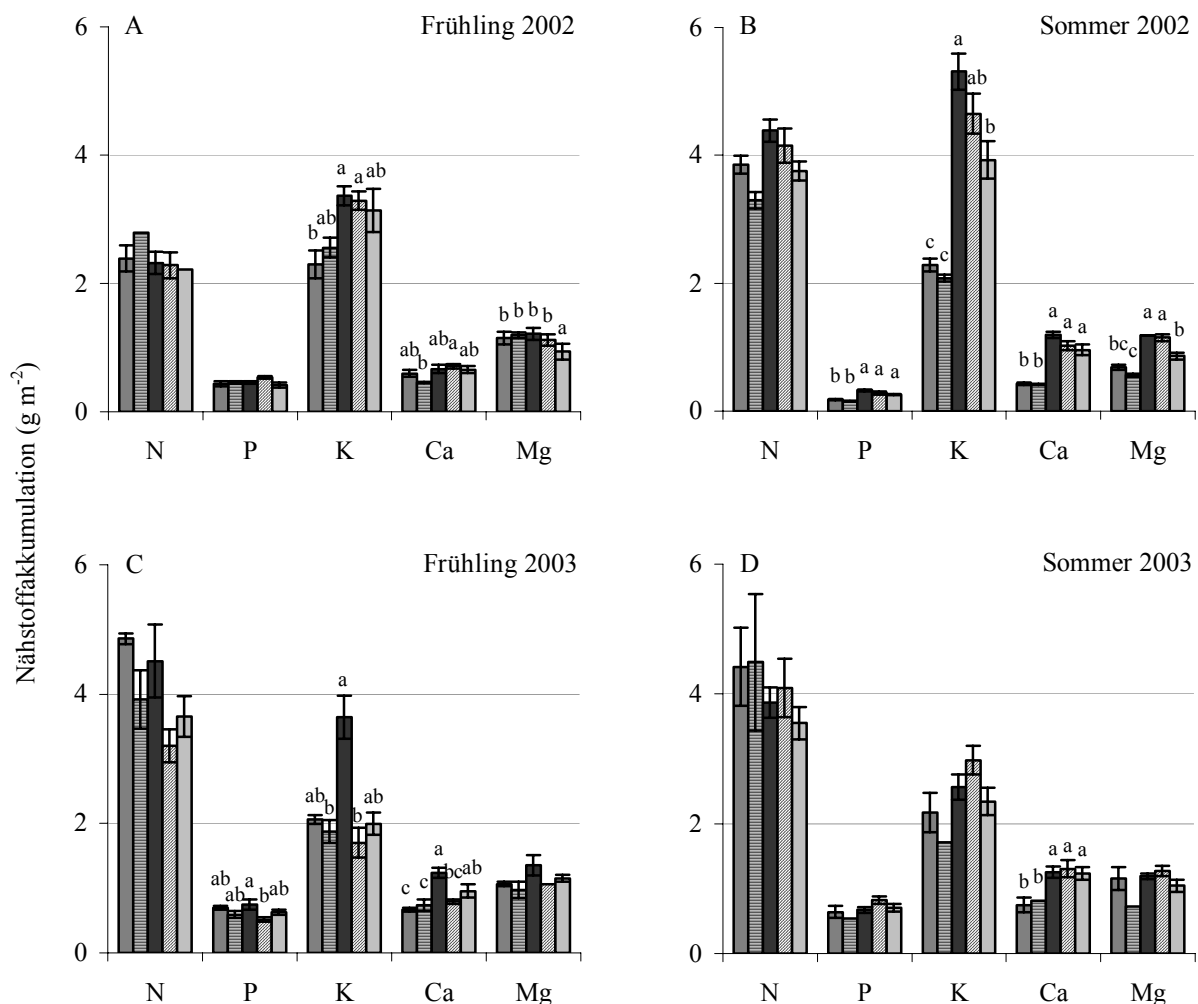 Nähstoffakkumulation (g m-2)
A Frühling 2002
6
4
2
0
b ab a a ab
ab b ab a ab
b b b b a
N P K Ca Mg
B Sommer 2002
6
4
2
0
b b a a a
c c a ab b
b b a a a
bc c a a b
N P K Ca Mg
C Frühling 2003
6
4
2
0
ab ab a b ab
ab b a b ab
c c a bc ab
N P K Ca Mg
D Sommer 2003
6
4
2
0
b b a a a
N P K Ca Mg